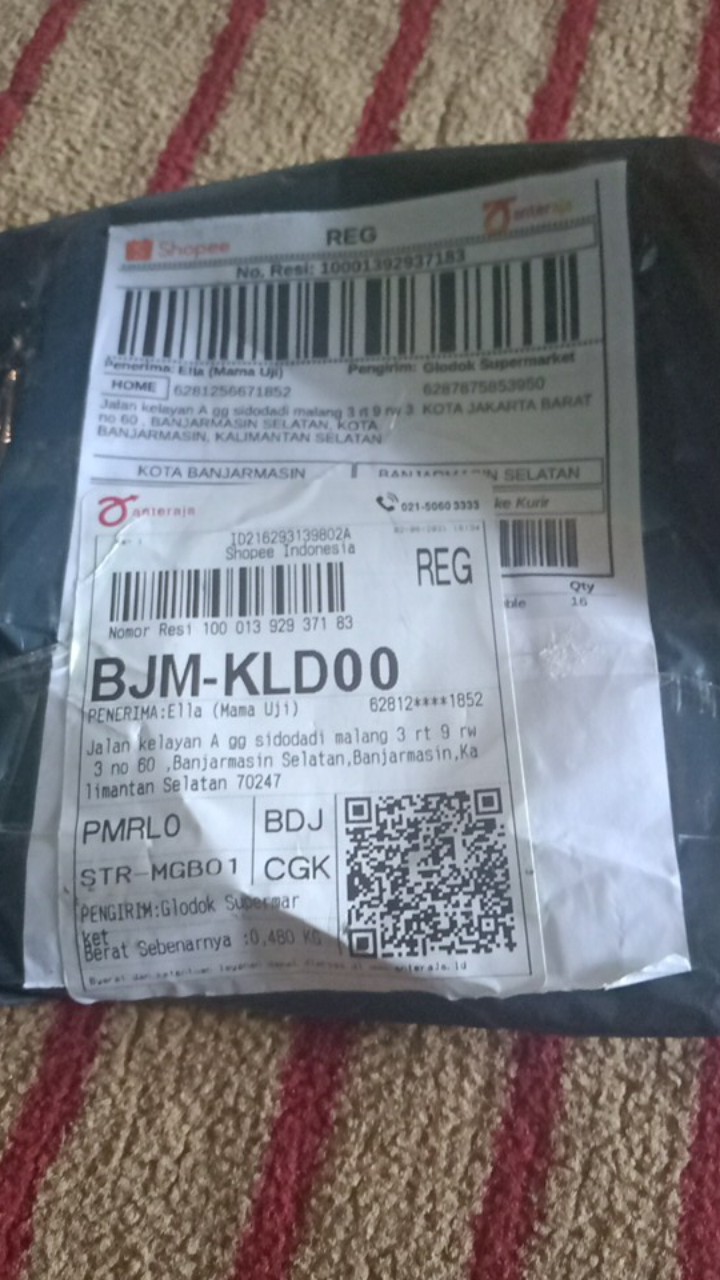 Shopee
REG
anteraja
No. Resi: 10001392937183
Penerima: Ella (Mama Uji)
Pengirim: Glodok Supermarket
HOME
6281256671852
6287875853950
Jalan kelayan A gg sidodadi malang 3 rt 9 rw 3
KOTA JAKARTA BARAT
no 60 , BANJARMASIN SELATAN, KOTA
BANJARMASIN, KALIMANTAN SELATAN
KOTA BANJARMASIN
BANJARMASIN SELATAN
anteraja
021-5060 3333
ke Kurir
ID216293139802A
Shopee Indonesia
REG
Qty
16
Nomor Resi 100 013 929 371 83
BJM-KLD00
PENERIMA:Ella (Mama Uji)
62812****1852
Jalan kelayan A gg sidodadi malang 3 rt 9 rw
3 no 60 ,Banjarmasin Selatan,Banjarmasin,Ka
limantan Selatan 70247
PMRL0
BDJ
STR-MGB01
CGK
PENGIRIM:Glodok Supermar
ket
Berat Sebenarnya :0,480 KG